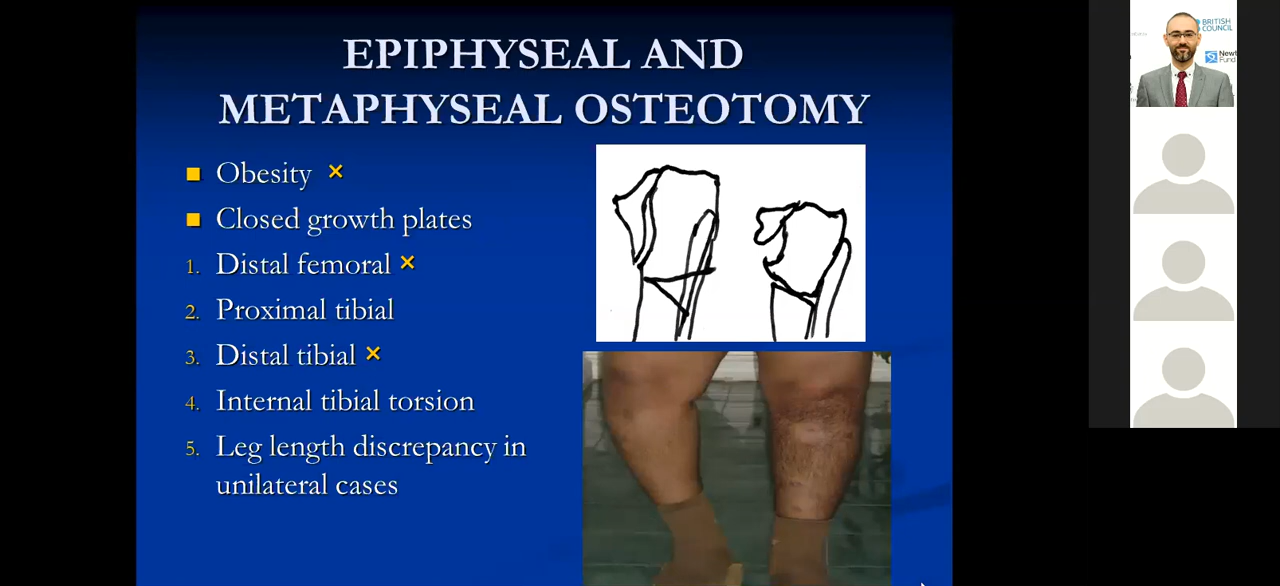 EPIPHYSEAL AND
METAPHYSEAL OSTEOTOMY
■ Obesity ×
■ Closed growth plates
1. Distal femoral ×
2. Proximal tibial
3. Distal tibial ×
4. Internal tibial torsion
5. Leg length discrepancy in
unilateral cases
BRITISH
COUNCIL
Fund